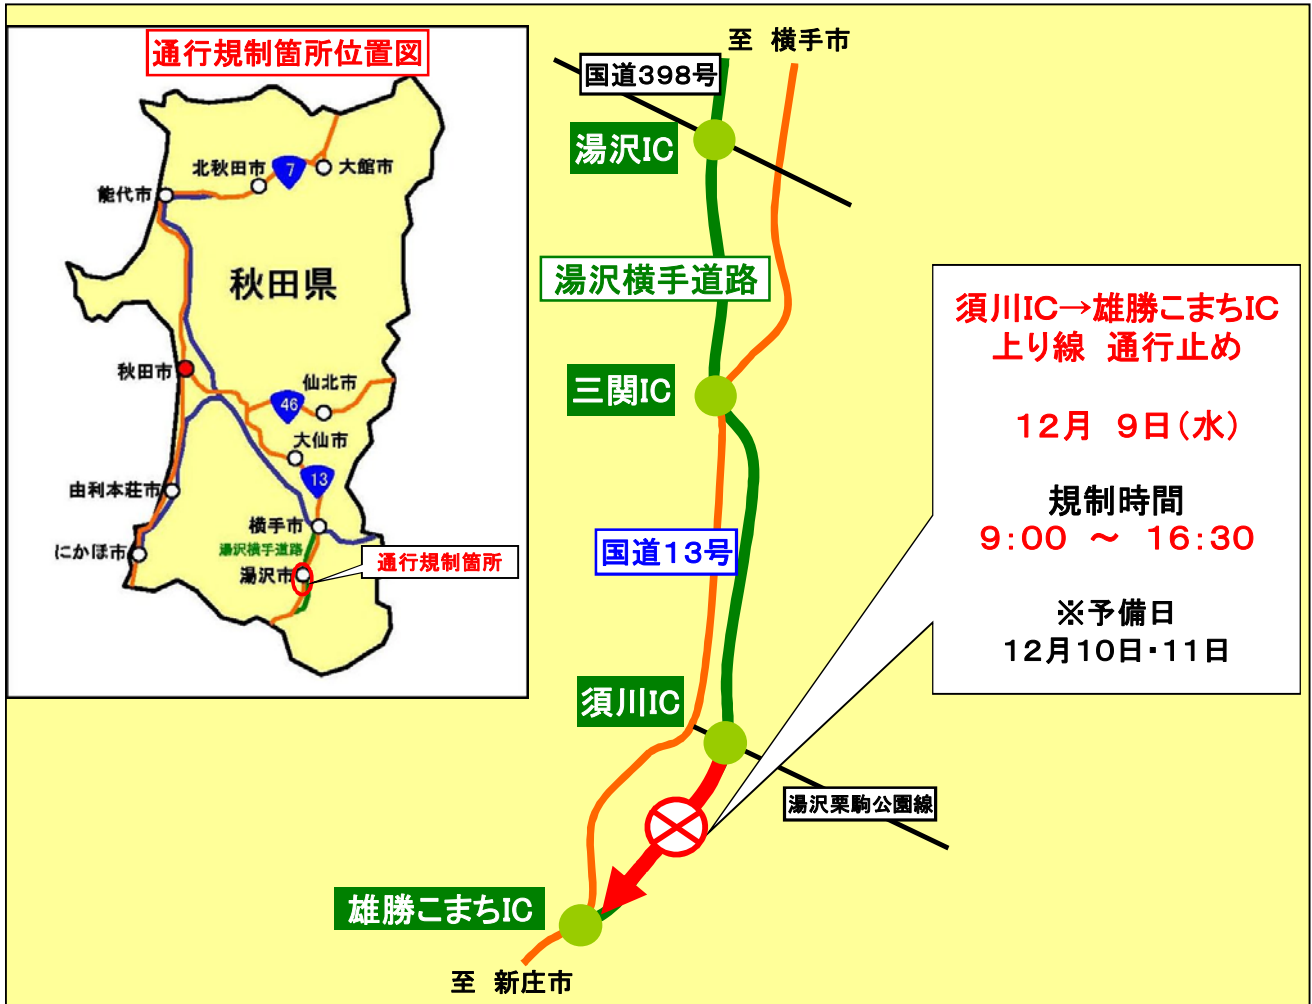 通行規制箇所位置図
北秋田市
7
大館市
能代市
秋田県
秋田市
仙北市
46
大仙市
13
由利本荘市
横手市
湯沢横手道路
にかほ市
湯沢市
通行規制箇所
至 横手市
国道398号
湯沢IC
湯沢横手道路
三関IC
国道13号
須川IC
湯沢栗駒公園線
雄勝こまちIC
至 新庄市
須川IC→雄勝こまちIC
上り線 通行止め
12月 9日(水)
規制時間
9:00 ～ 16:30
※予備日
12月10日・11日